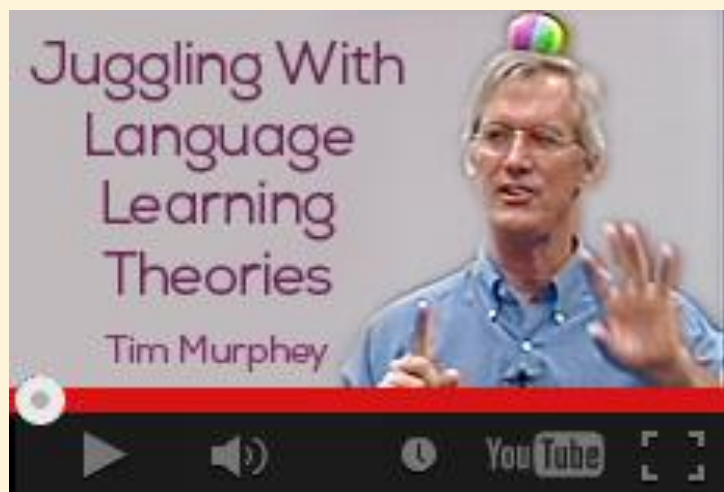 Juggling With
Language
Learning
Theories
Tim Murphey
YouTube